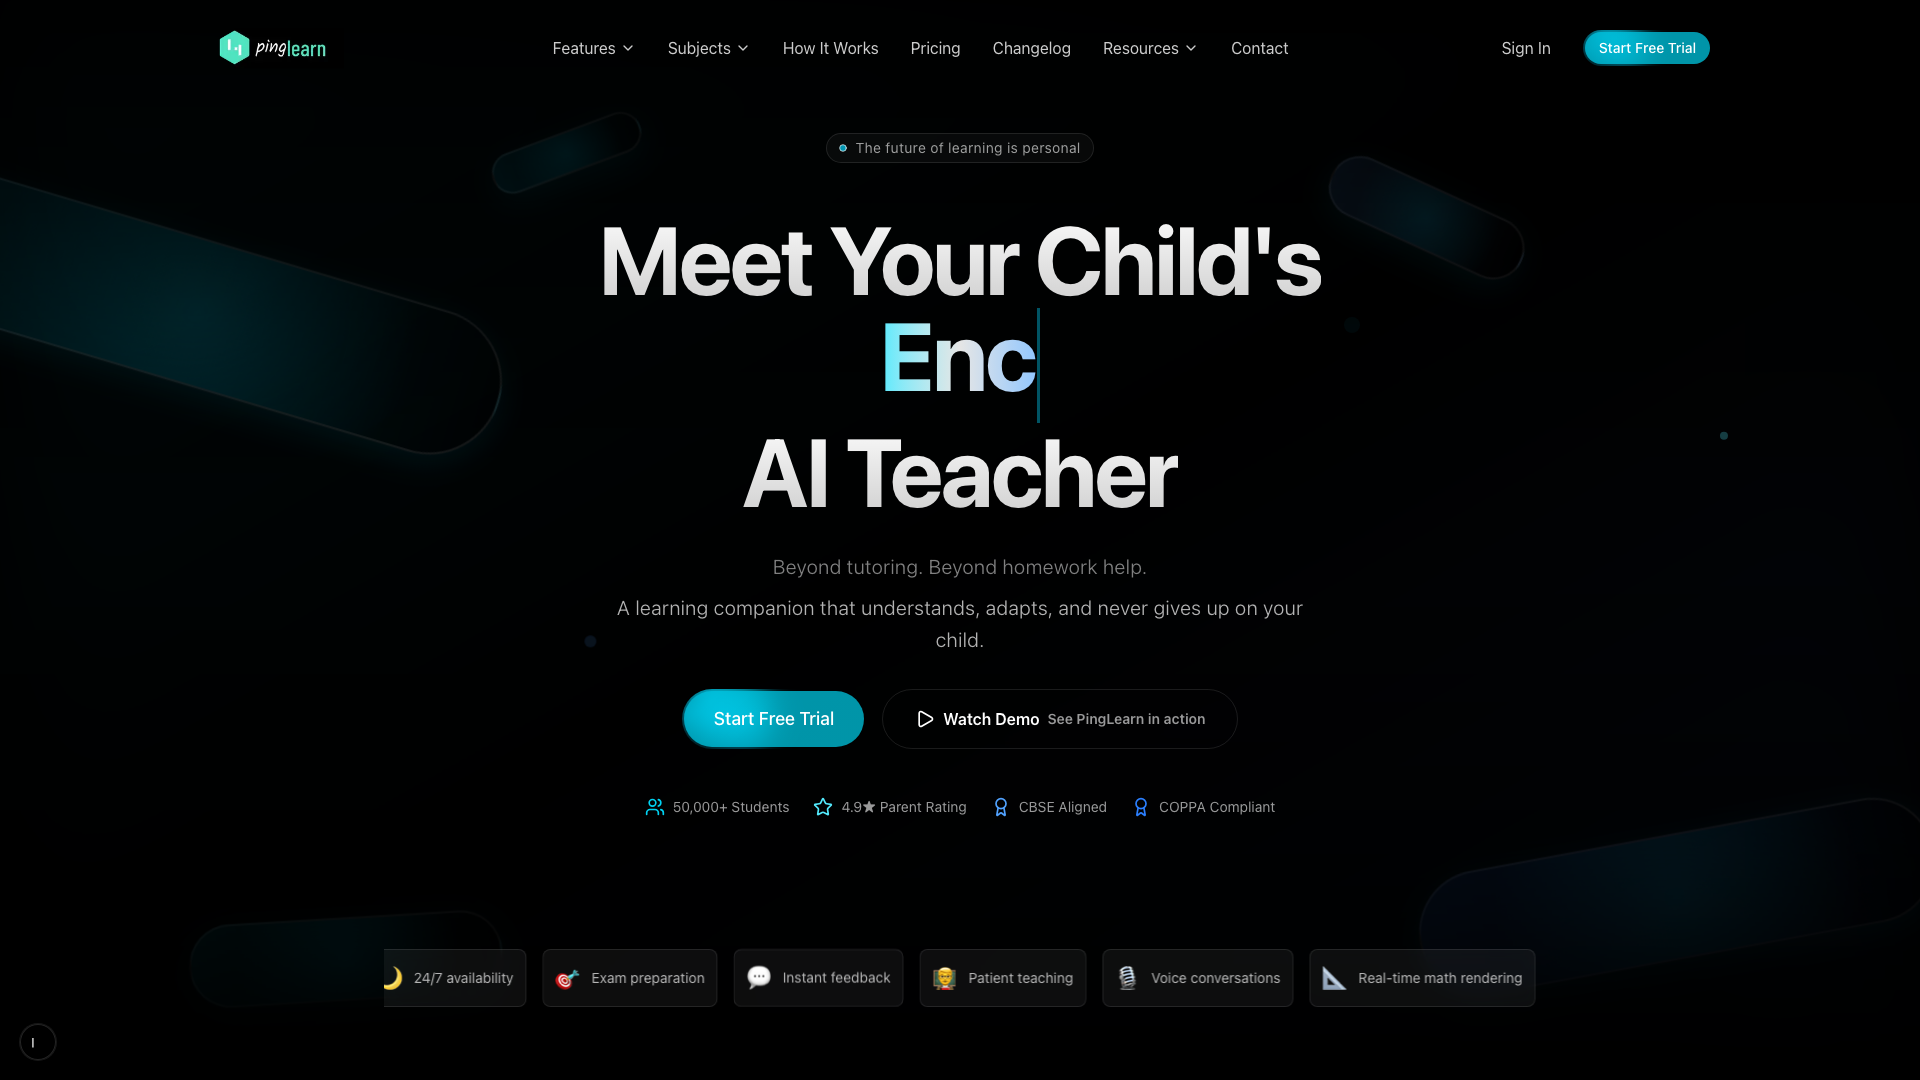 pinglearn
Features
Subjects
How It Works
Pricing
Changelog
Resources
Contact
Sign In
Start Free Trial
The future of learning is personal
Meet Your Child's
Enc
AI Teacher
Beyond tutoring. Beyond homework help.
A learning companion that understands, adapts, and never gives up on your
child.
Start Free Trial
Watch Demo See PingLearn in action
50,000+ Students
4.9★ Parent Rating
CBSE Aligned
COPPA Compliant
24/7 availability
Exam preparation
Instant feedback
Patient teaching
Voice conversations
Real-time math rendering